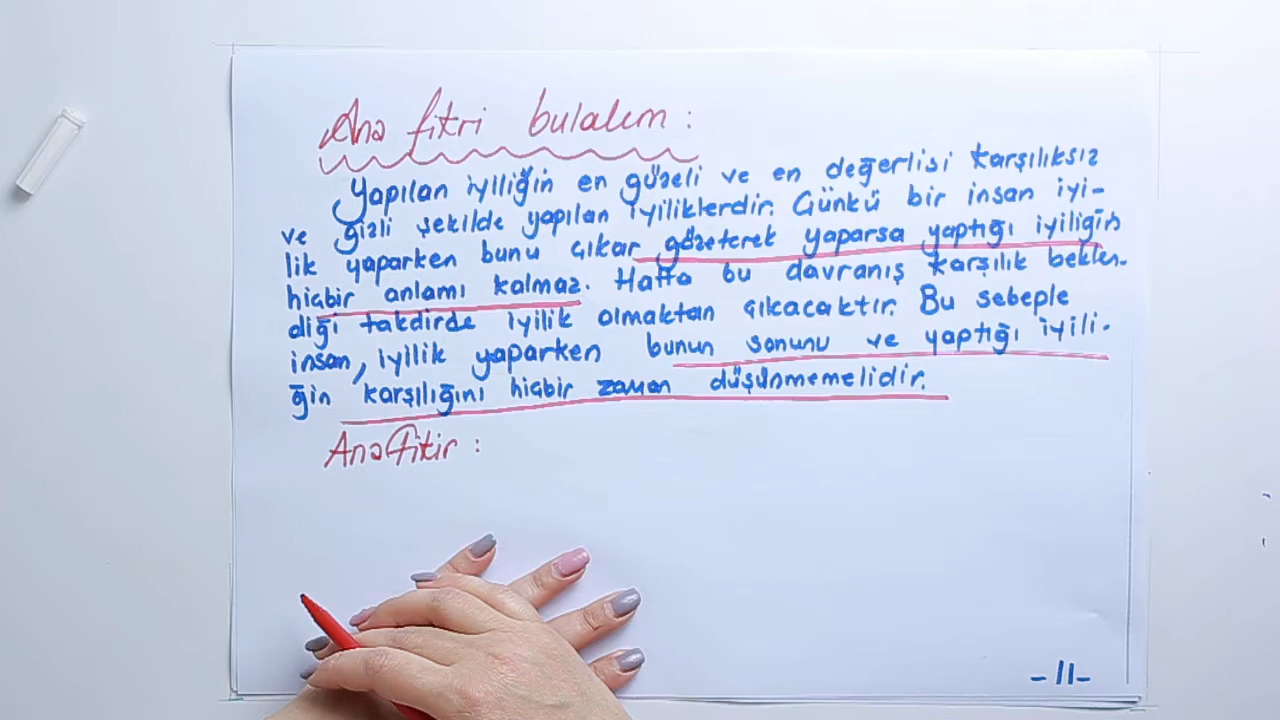 Ana fikri bulalım :
Yapılan iyiliğin en güzeli ve en değerlisi karşılıksız
ve gizli şekilde yapılan iyiliklerdir. Çünkü bir insan iyi-
lik yaparken bunu çıkar gözeterek yaparsa yaptığı iyiliğin
hiçbir anlamı kalmaz. Hatta bu davranış karşılık beklen-
diği takdirde iyilik olmaktan çıkacaktır. Bu sebeple
insan, iyilik yaparken bunun sonunu ve yaptığı iyili-
ğin karşılığını hiçbir zaman düşünmemelidir.
Ana Fikir :
-11-